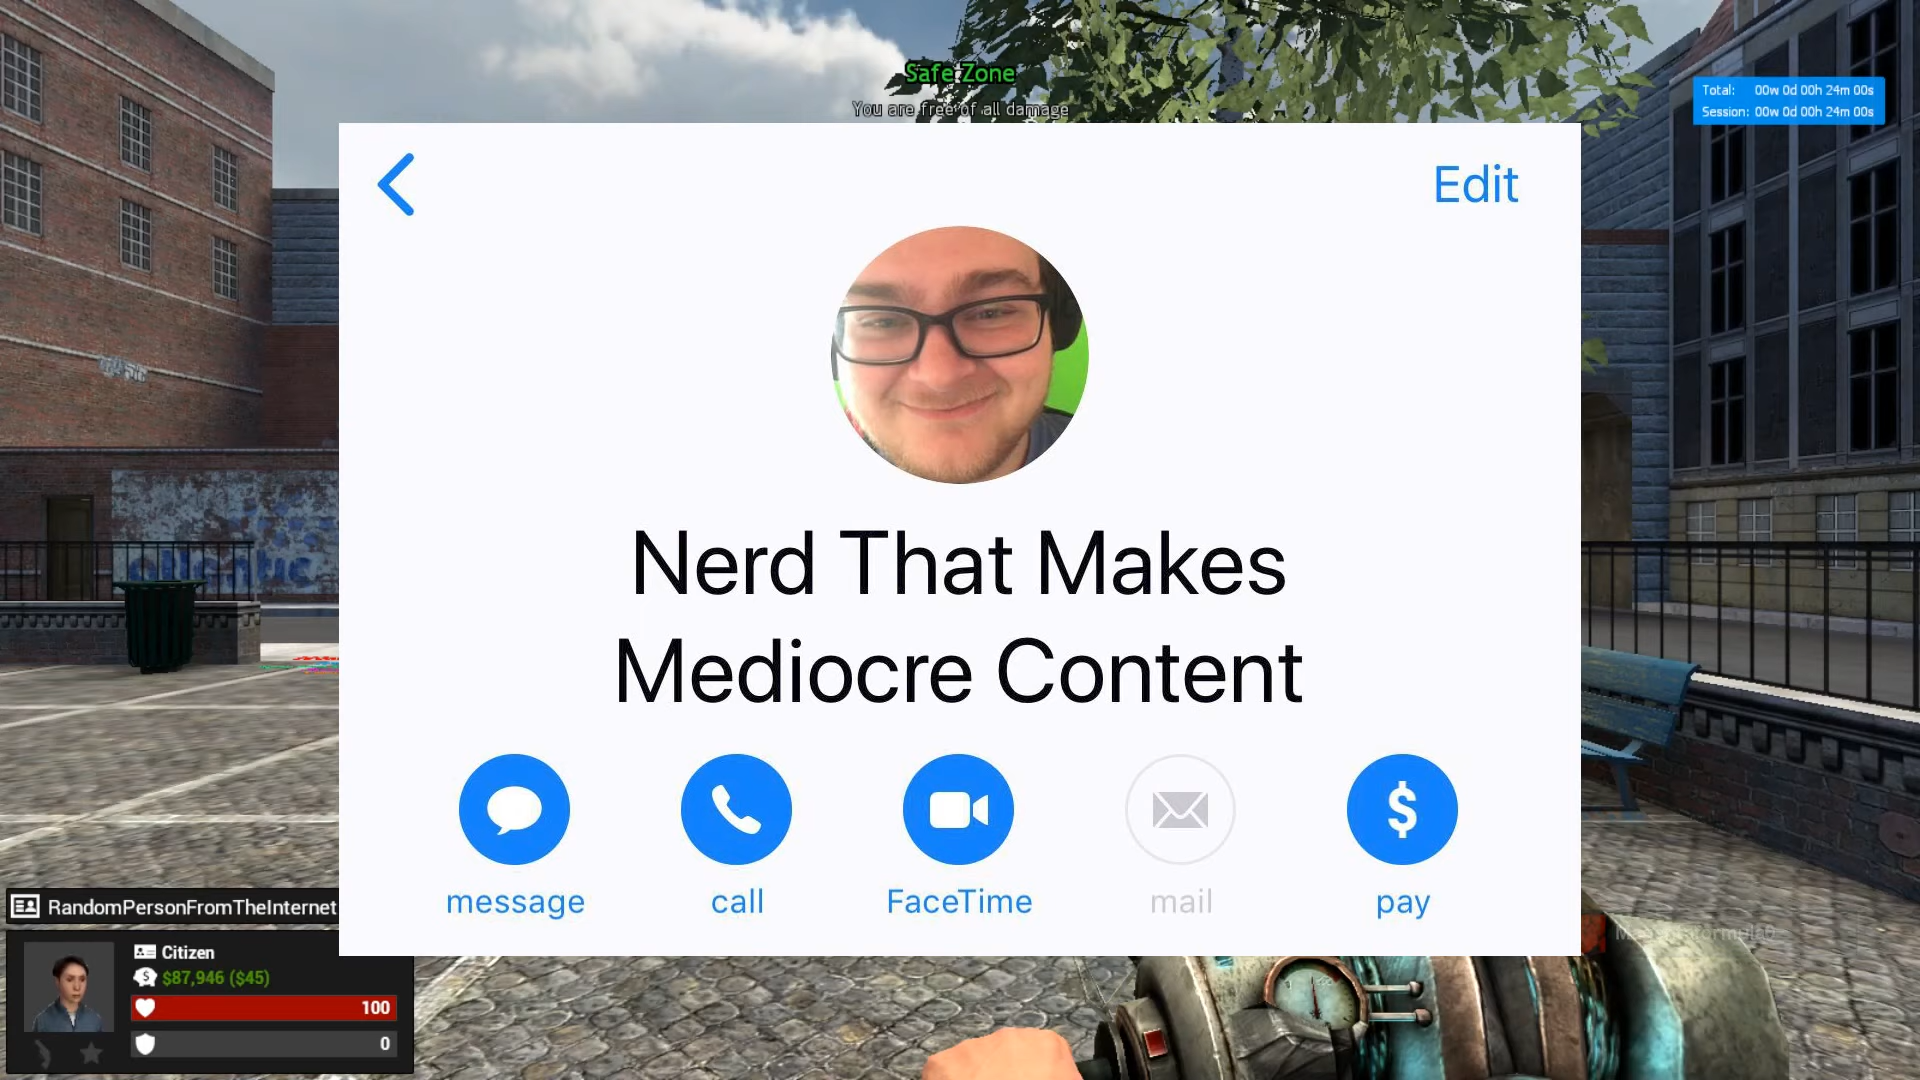 Safe Zone
You are free of all damage
Total: 00w 0d 00h 24m 00s
Session: 00w 0d 00h 24m 00s
Edit
Nerd That Makes
Mediocre Content
message call FaceTime mail pay
$
RandomPersonFromTheInternet
Citizen
$87,946 ($45)
100
0